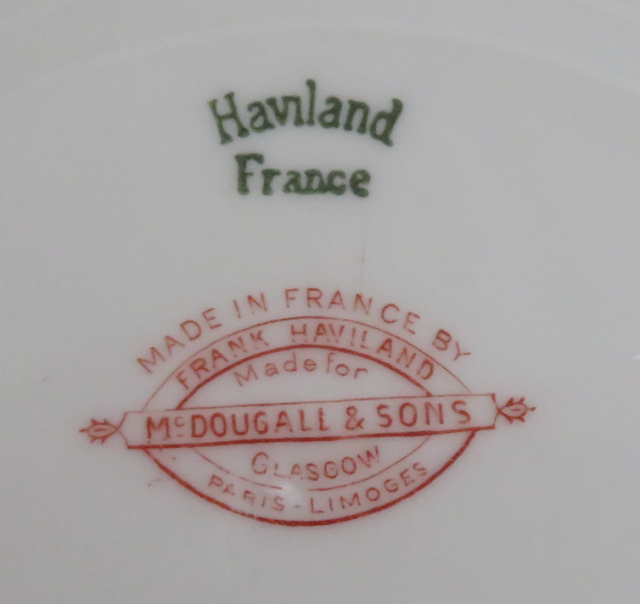 Haviland
France
MADE IN FRANCE BY
FRANK HAVILAND
Made for
McDOUGALL & SONS
GLASGOW
PARIS - LIMOGES